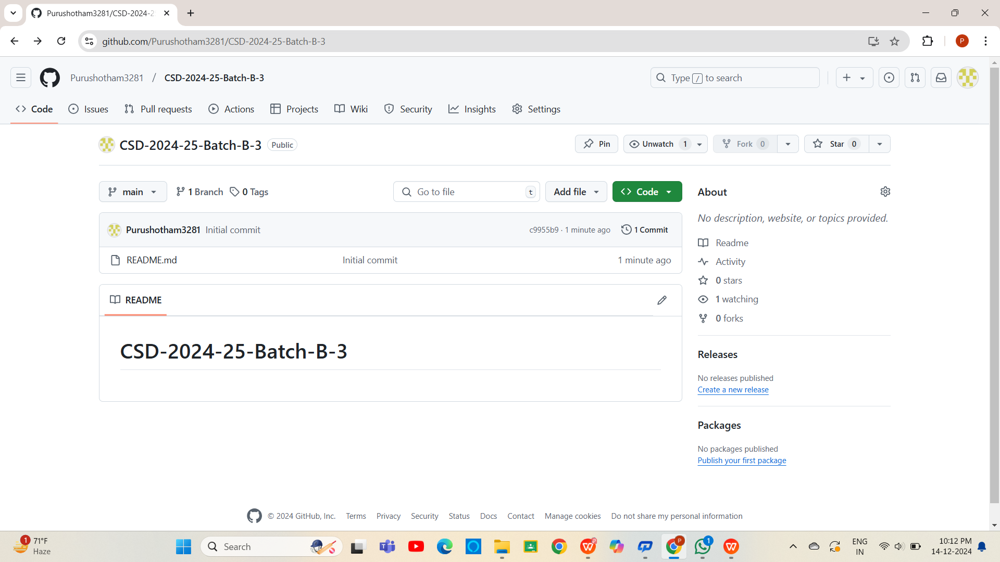 Purushotham3281/CSD-2024-2
github.com/Purushotham3281/CSD-2024-25-Batch-B-3
P
Purushotham3281 / CSD-2024-25-Batch-B-3
Type / to search
Code Issues Pull requests Actions Projects Wiki Security Insights Settings
CSD-2024-25-Batch-B-3 Public
Pin Unwatch 1 Fork 0 Star 0
main 1 Branch 0 Tags Go to file t Add file Code
Purushotham3281 Initial commit c9955b9 · 1 minute ago 1 Commit
README.md Initial commit 1 minute ago
README
CSD-2024-25-Batch-B-3
About
No description, website, or topics provided.
Readme
Activity
0 stars
1 watching
0 forks
Releases
No releases published
Create a new release
Packages
No packages published
Publish your first package
© 2024 GitHub, Inc. Terms Privacy Security Status Docs Contact Manage cookies Do not share my personal information
1 71°F
Haze
Search
P
1
ENG
IN
10:12 PM
14-12-2024